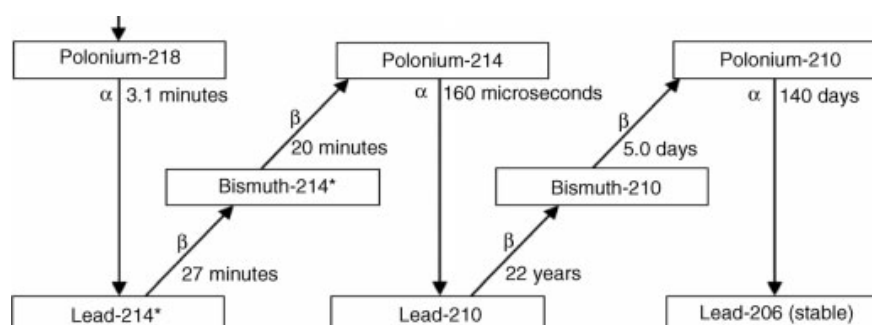 Polonium-218 Polonium-214 Polonium-210
α 3.1 minutes α 160 microseconds α 140 days
β β
20 minutes 5.0 days
Bismuth-214* Bismuth-210
β β
27 minutes 22 years
Lead-214* Lead-210 Lead-206 (stable)